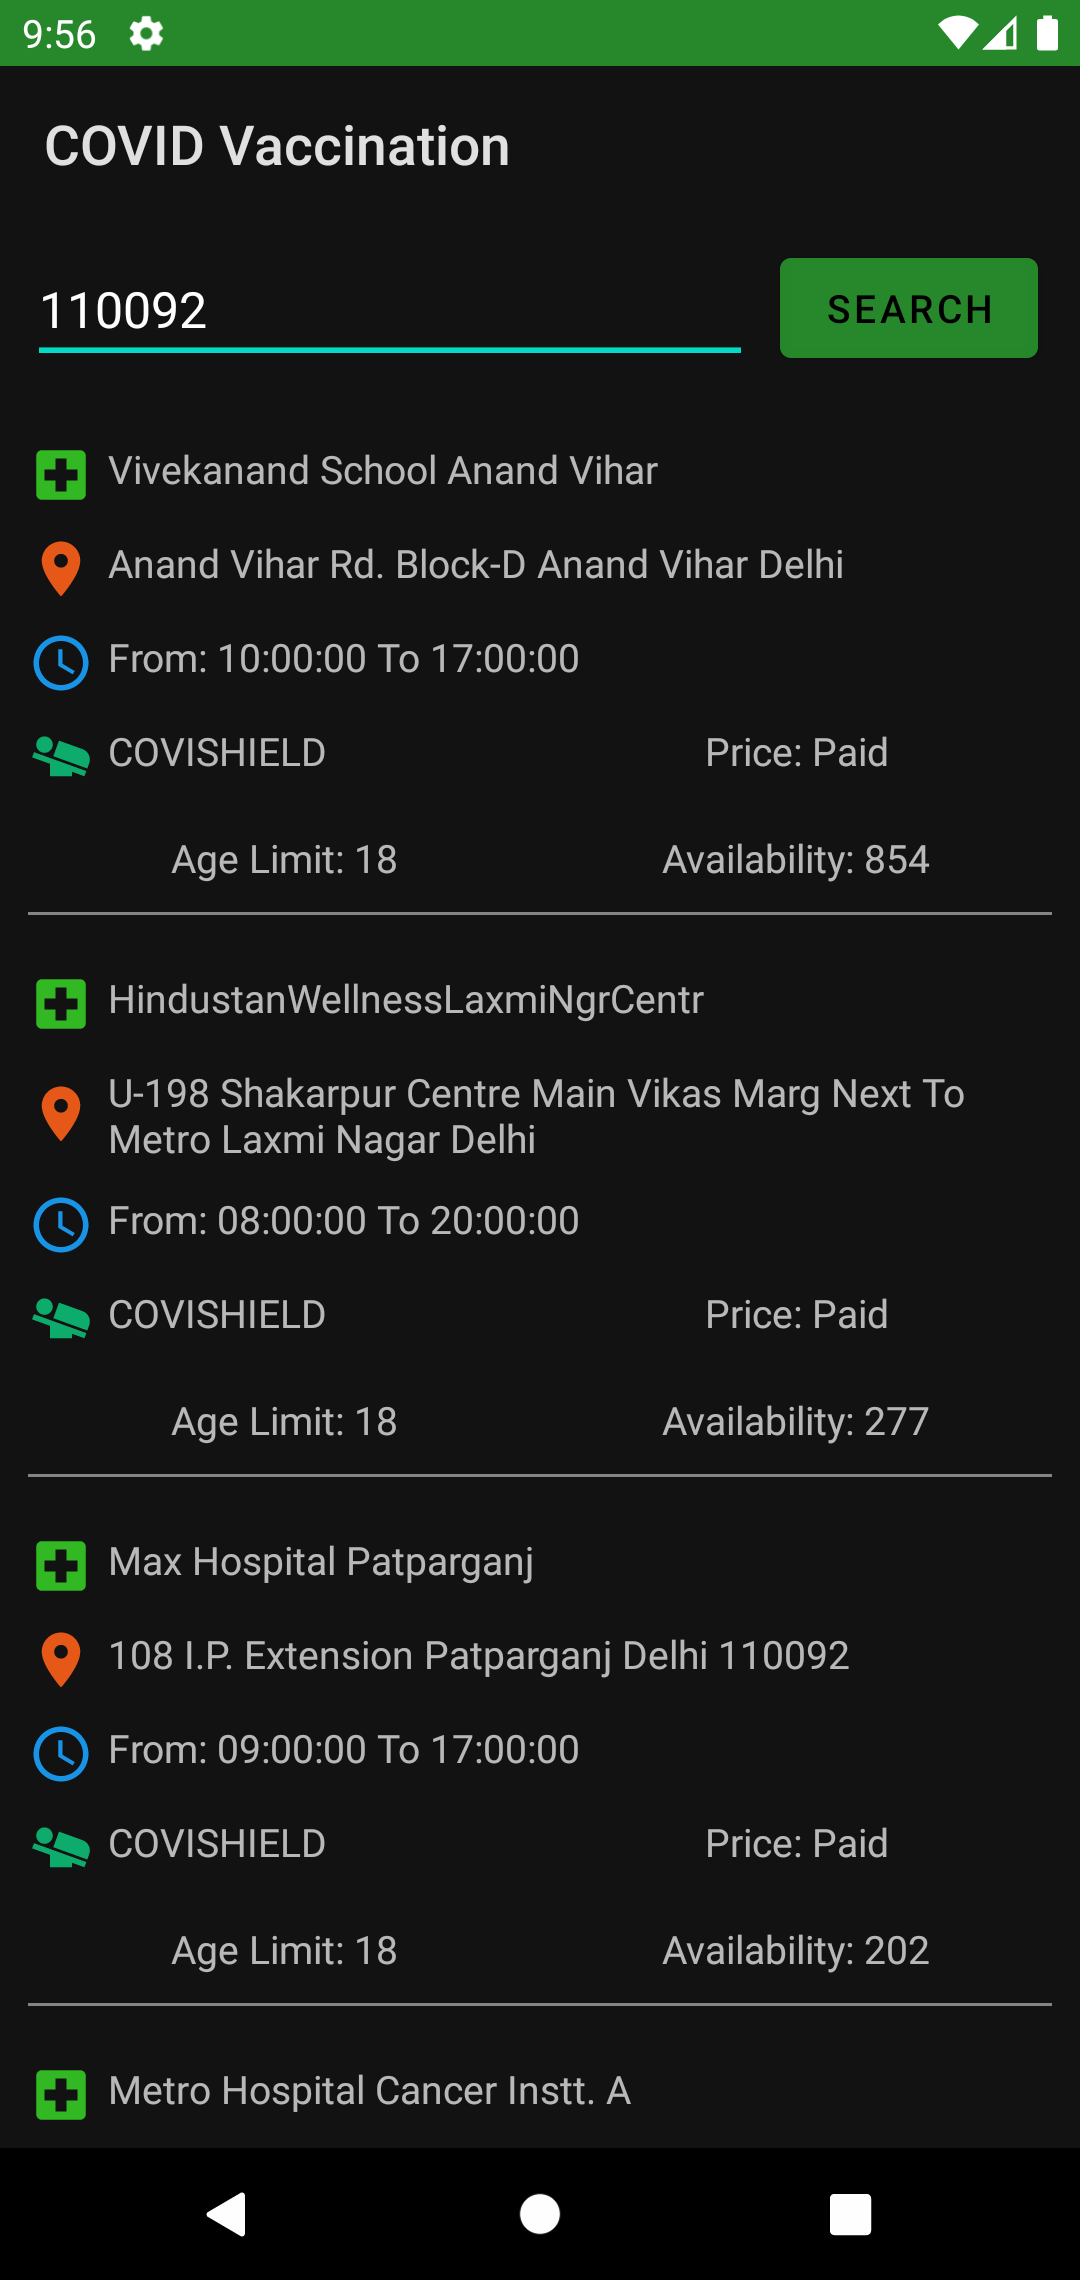 9:56
COVID Vaccination
110092
SEARCH
Vivekanand School Anand Vihar
Anand Vihar Rd. Block-D Anand Vihar Delhi
From: 10:00:00 To 17:00:00
COVISHIELD Price: Paid
Age Limit: 18 Availability: 854
HindustanWellnessLaxmiNgrCentr
U-198 Shakarpur Centre Main Vikas Marg Next To
Metro Laxmi Nagar Delhi
From: 08:00:00 To 20:00:00
COVISHIELD Price: Paid
Age Limit: 18 Availability: 277
Max Hospital Patparganj
108 I.P. Extension Patparganj Delhi 110092
From: 09:00:00 To 17:00:00
COVISHIELD Price: Paid
Age Limit: 18 Availability: 202
Metro Hospital Cancer Instt. A